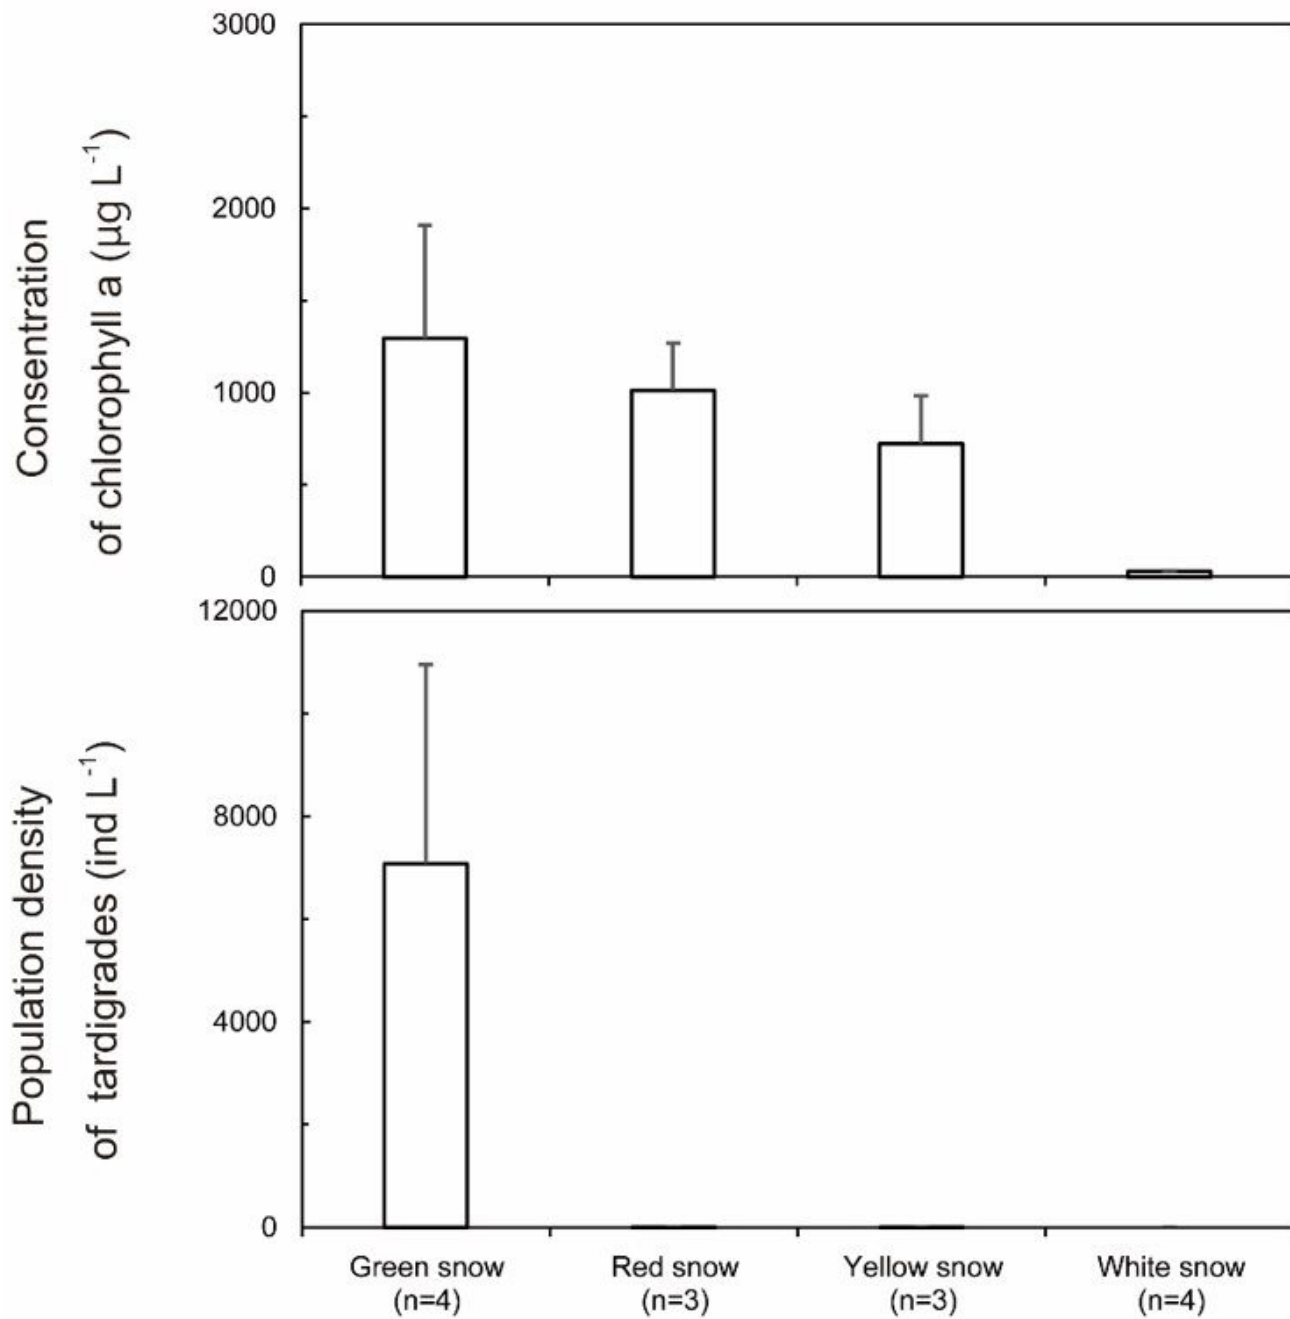 Consentration
of chlorophyll a (µg L⁻¹)
3000
2000
1000
0
Population density
of tardigrades (ind L⁻¹)
12000
8000
4000
0
Green snow
(n=4)
Red snow
(n=3)
Yellow snow
(n=3)
White snow
(n=4)